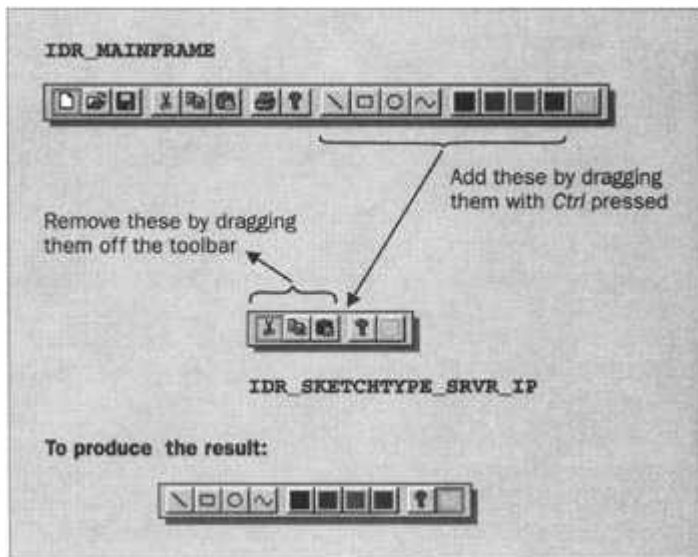 IDR_MAINFRAME
Add these by dragging
them with Ctrl pressed
Remove these by dragging
them off the toolbar
IDR_SKETCHTYPE_SRVR_IP
To produce the result: